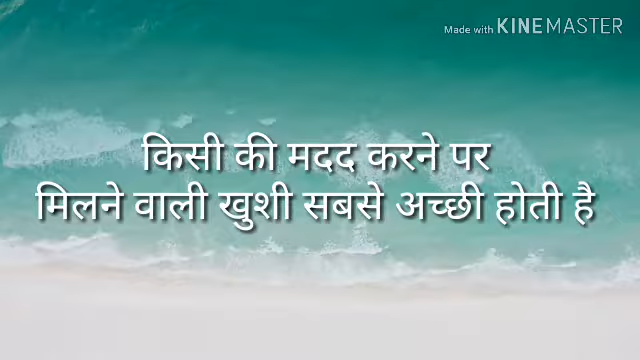 Made with KINEMASTER
किसी की मदद करने पर
मिलने वाली खुशी सबसे अच्छी होती है